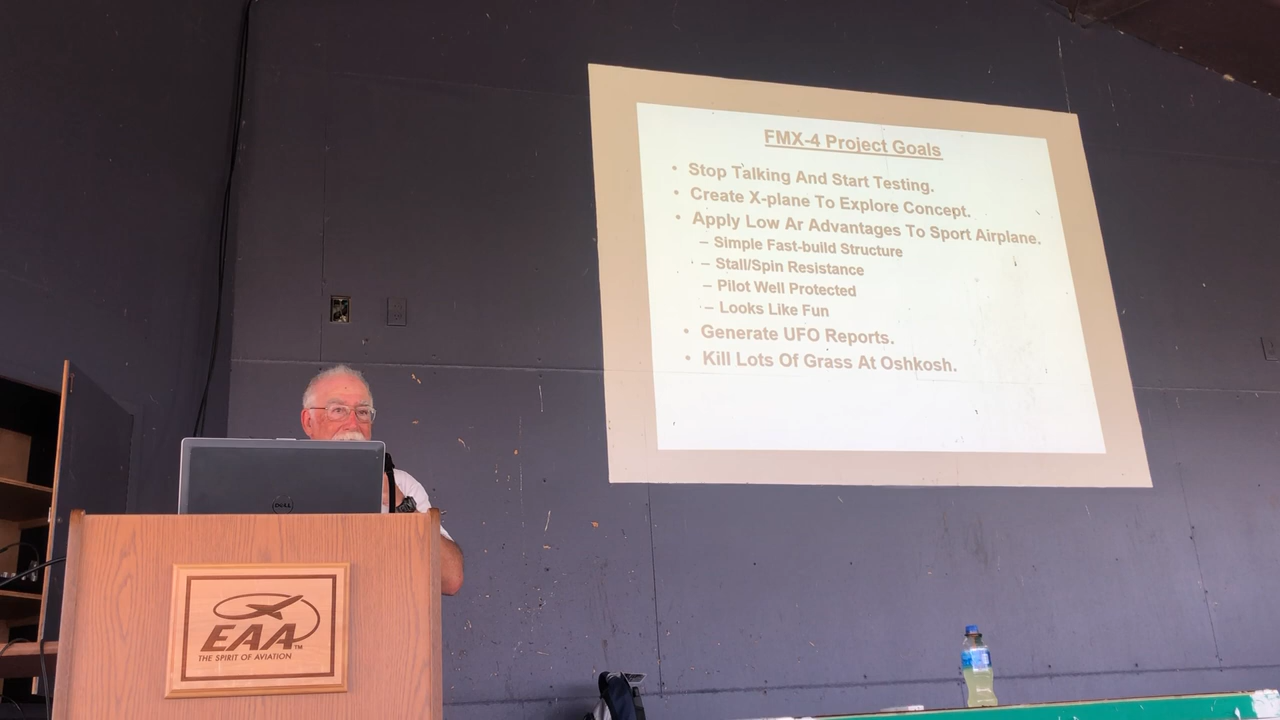 FMX-4 Project Goals
• Stop Talking And Start Testing.
• Create X-plane To Explore Concept.
• Apply Low Ar Advantages To Sport Airplane.
– Simple Fast-build Structure
– Stall/Spin Resistance
– Pilot Well Protected
– Looks Like Fun
• Generate UFO Reports.
• Kill Lots Of Grass At Oshkosh.
DELL
EAA™
THE SPIRIT OF AVIATION